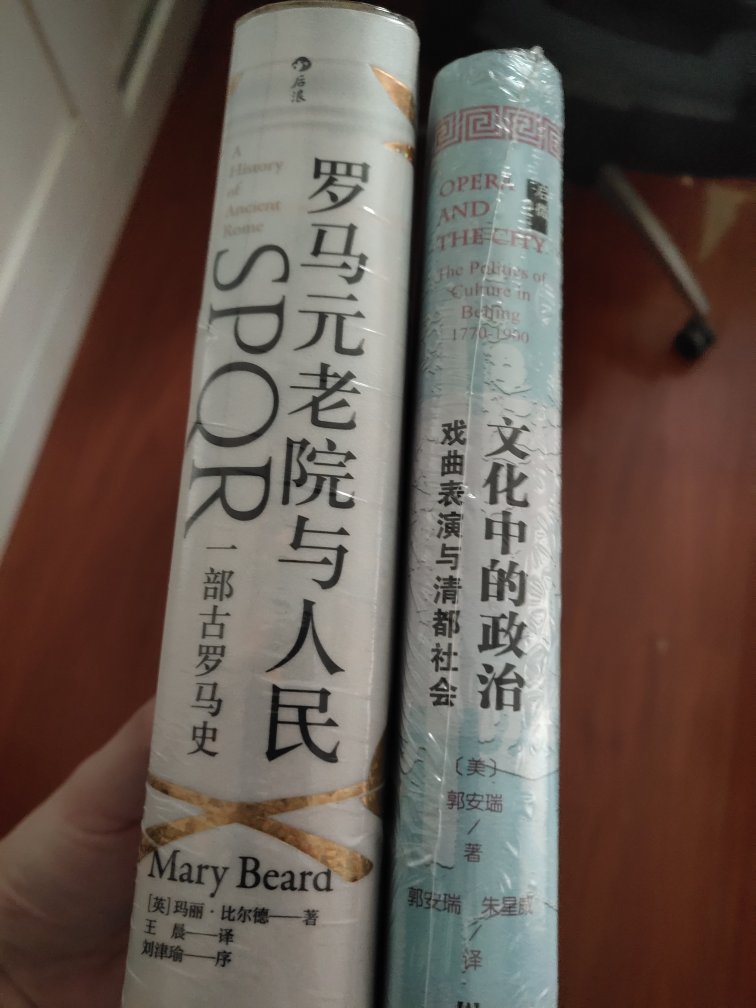 后浪
A
History
of
Ancient
Rome
SPQR
罗马元老院与人民
一部古罗马史
Mary Beard
[英]玛丽·比尔德——著
王 晨——译
刘津瑜——序
OPERA
AND
THE CITY
The Politics of
Culture in
Beijing
1770-1900
文化中的政治
戏曲表演与清都社会
〔美〕
郭安瑞
/
著
郭安瑞 朱星威
/
译